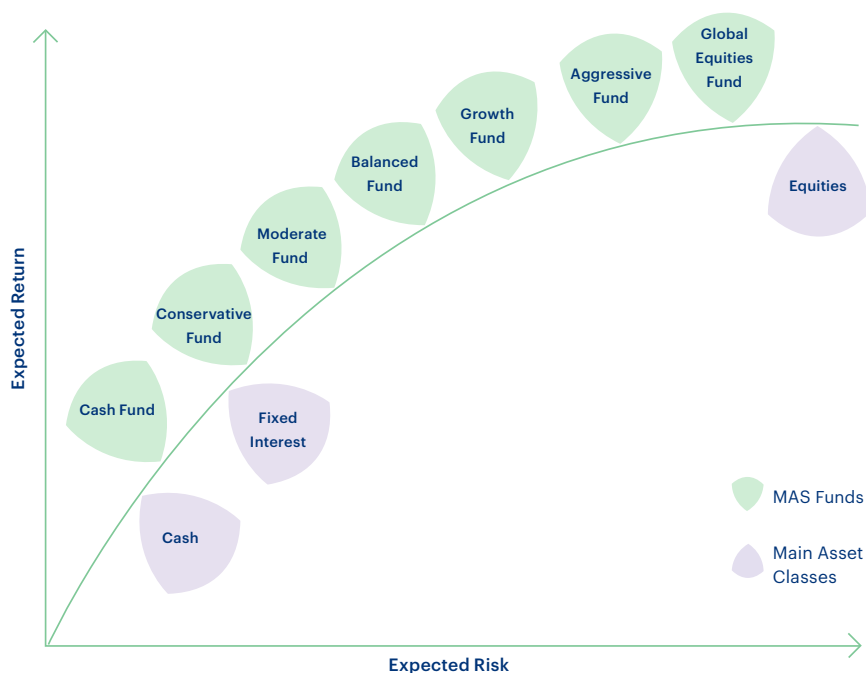 Global
Equities
Fund
Aggressive
Fund
Growth
Fund
Balanced
Fund
Equities
Moderate
Fund
Conservative
Fund
Cash Fund
Fixed
Interest
Cash
MAS Funds
Main Asset
Classes
Expected Return
Expected Risk